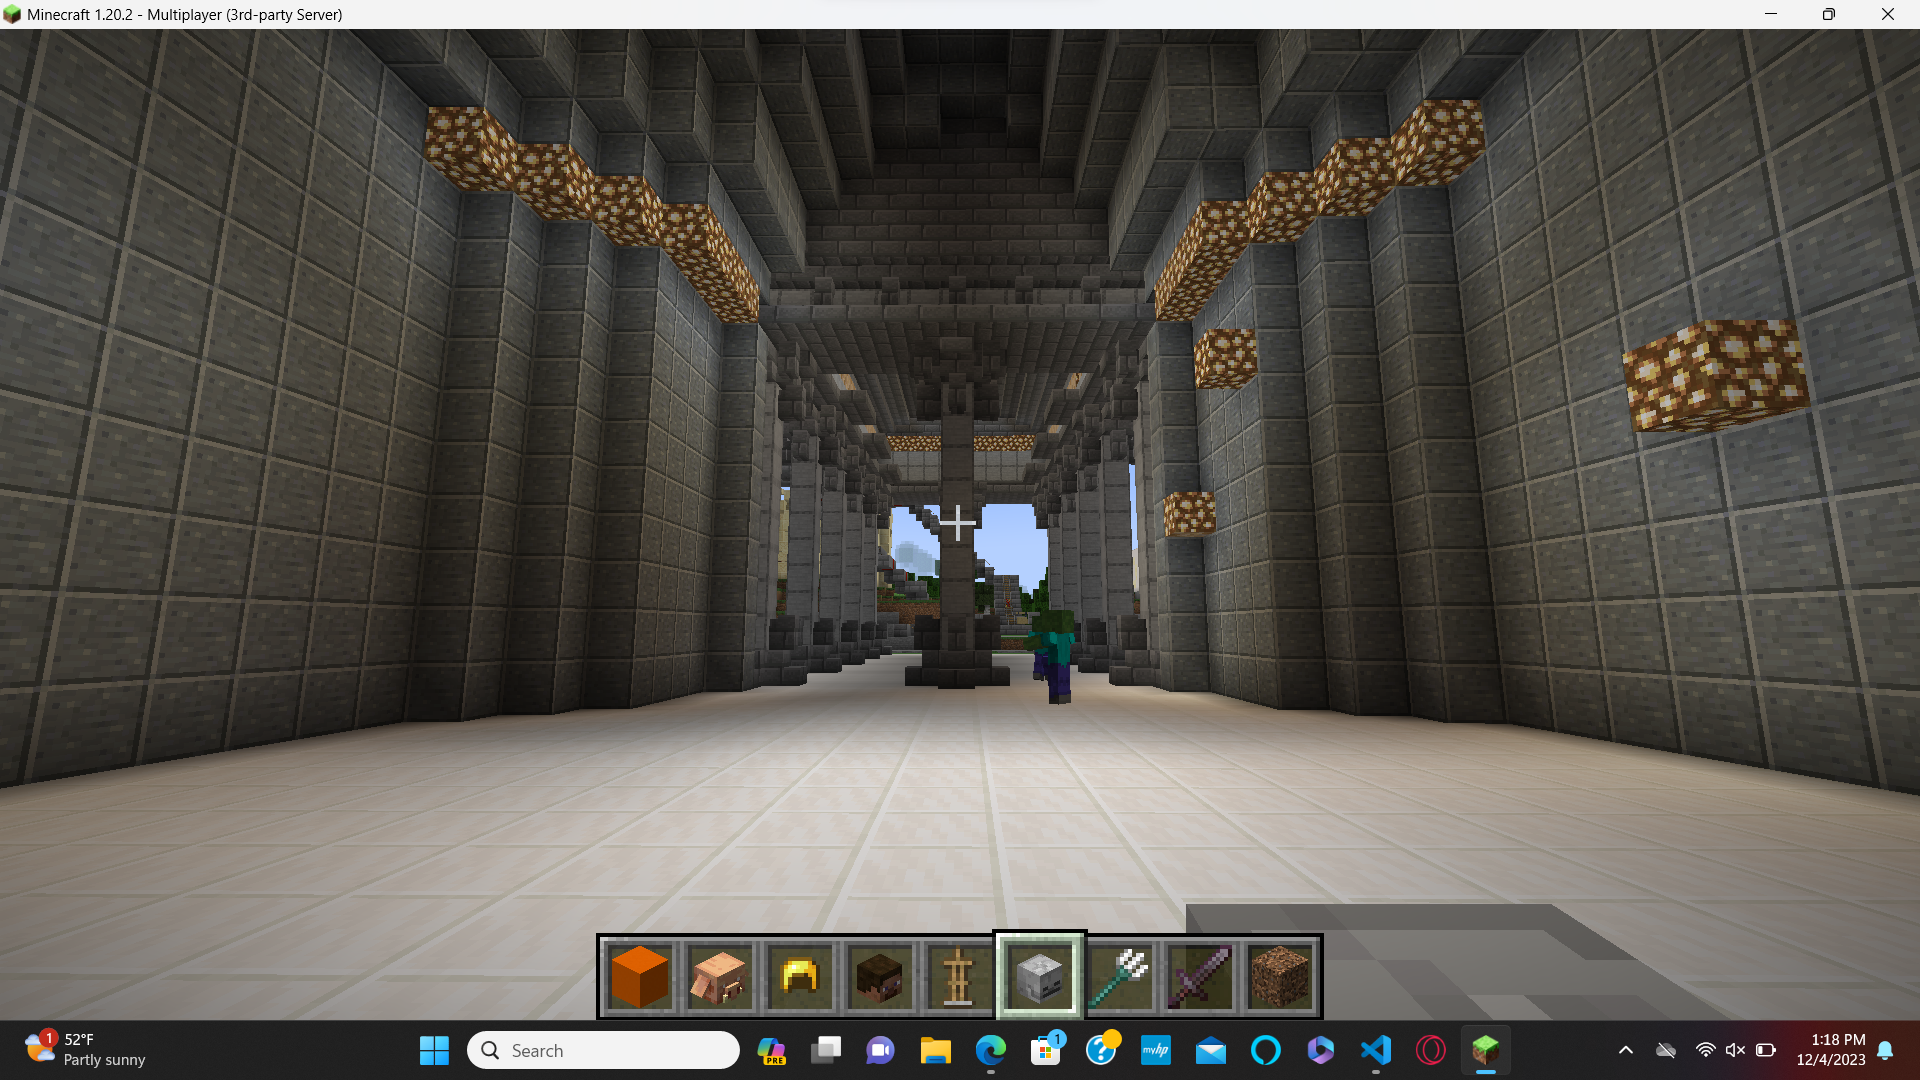 Minecraft 1.20.2 - Multiplayer (3rd-party Server)
1
52°F
Partly sunny
Search
PRE
1
myhp
1:18 PM
12/4/2023